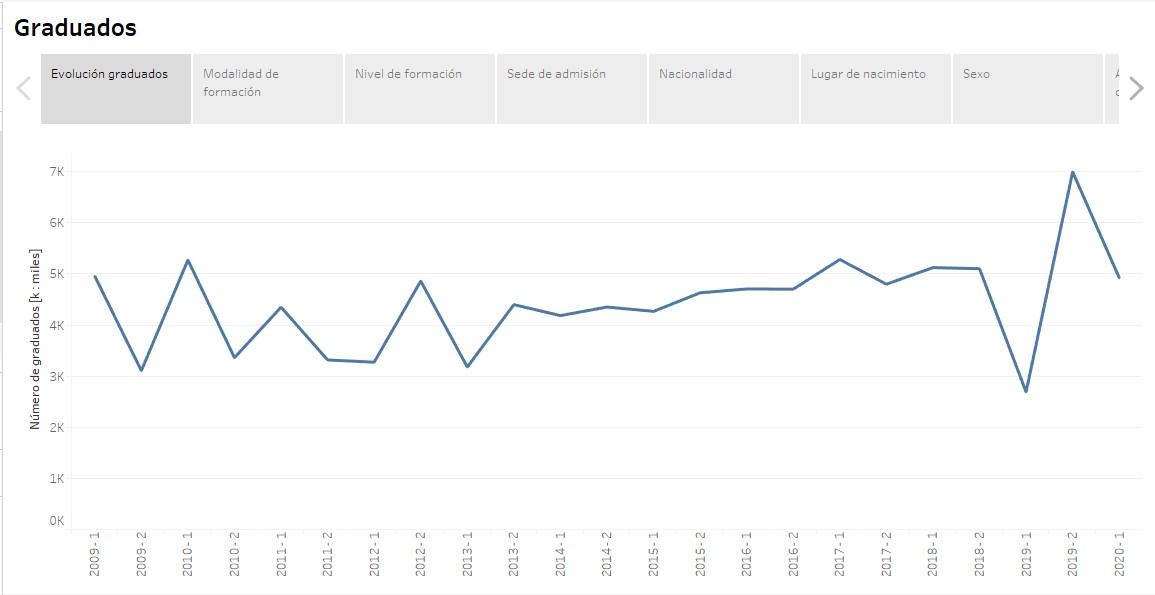 Graduados
Evolución graduados
Modalidad de
formación
Nivel de formación
Sede de admisión
Nacionalidad
Lugar de nacimiento
Sexo
Número de graduados [k : miles]
7K
6K
5K
4K
3K
2K
1K
0K
2009 - 1
2009 - 2
2010 - 1
2010 - 2
2011 - 1
2011 - 2
2012 - 1
2012 - 2
2013 - 1
2013 - 2
2014 - 1
2014 - 2
2015 - 1
2015 - 2
2016 - 1
2016 - 2
2017 - 1
2017 - 2
2018 - 1
2018 - 2
2019 - 1
2019 - 2
2020 - 1